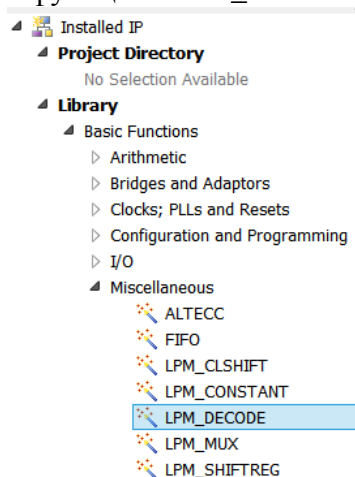 Installed IP
Project Directory
No Selection Available
Library
Basic Functions
Arithmetic
Bridges and Adaptors
Clocks; PLLs and Resets
Configuration and Programming
I/O
Miscellaneous
ALTECC
FIFO
LPM_CLSHIFT
LPM_CONSTANT
LPM_DECODE
LPM_MUX
LPM_SHIFTREG